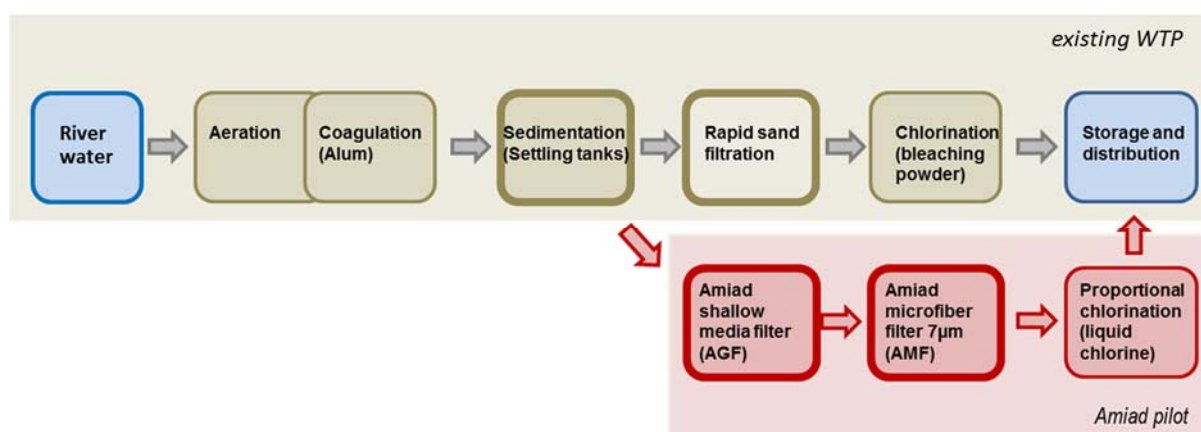 existing WTP
River
water
Aeration
Coagulation
(Alum)
Sedimentation
(Settling tanks)
Rapid sand
filtration
Chlorination
(bleaching
powder)
Storage and
distribution
Amiad
shallow
media filter
(AGF)
Amiad
microfiber
filter 7µm
(AMF)
Proportional
chlorination
(liquid
chlorine)
Amiad pilot